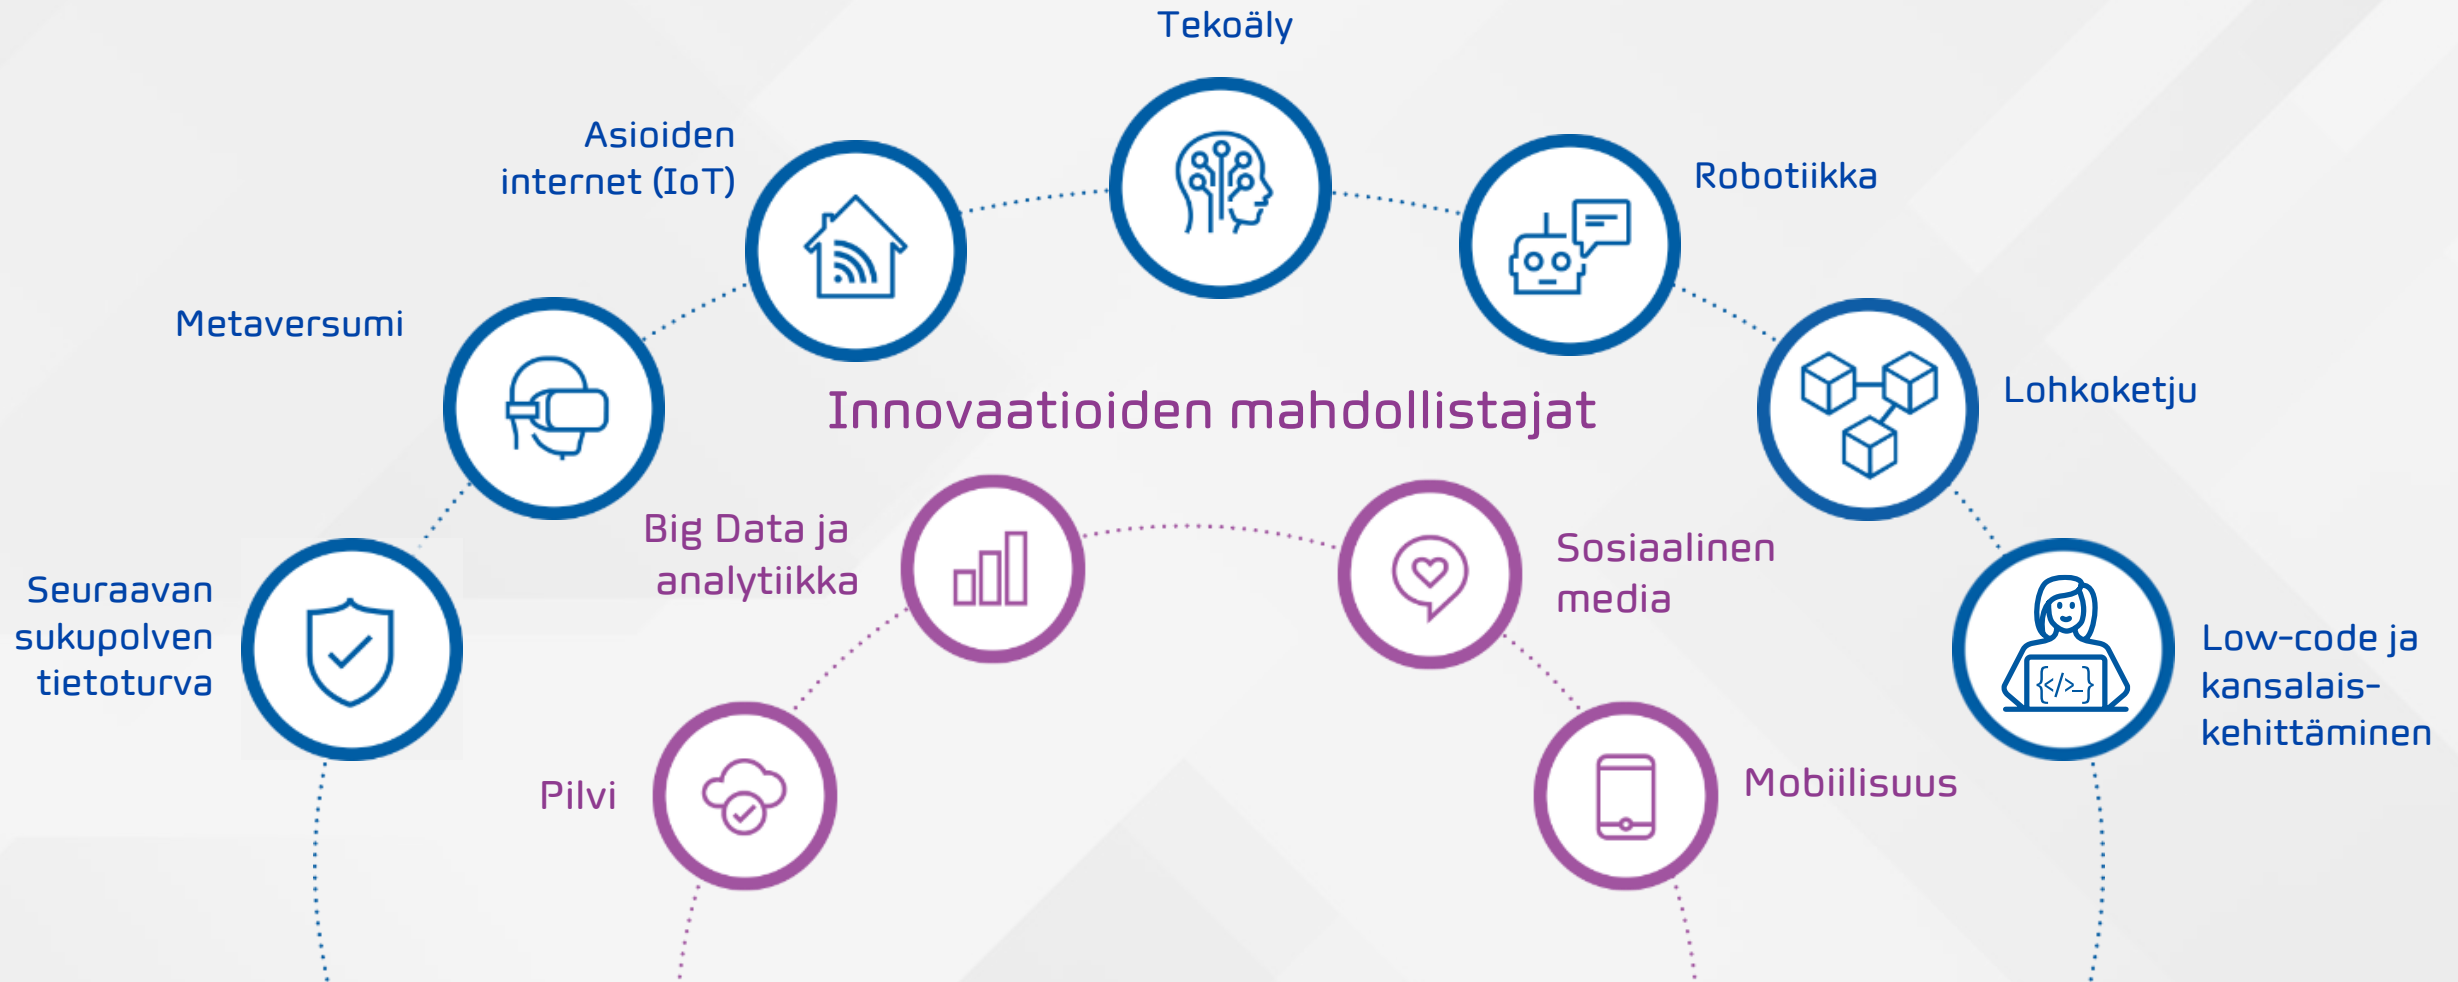 Tekoäly
Asioiden
internet (IoT)
Robotiikka
Metaversumi
Lohkoketju
Innovaatioiden mahdollistajat
Big Data ja
analytiikka
Sosiaalinen
media
Seuraavan
sukupolven
tietoturva
Low-code ja
kansalais-
kehittäminen
{</>_}
Pilvi
Mobiilisuus